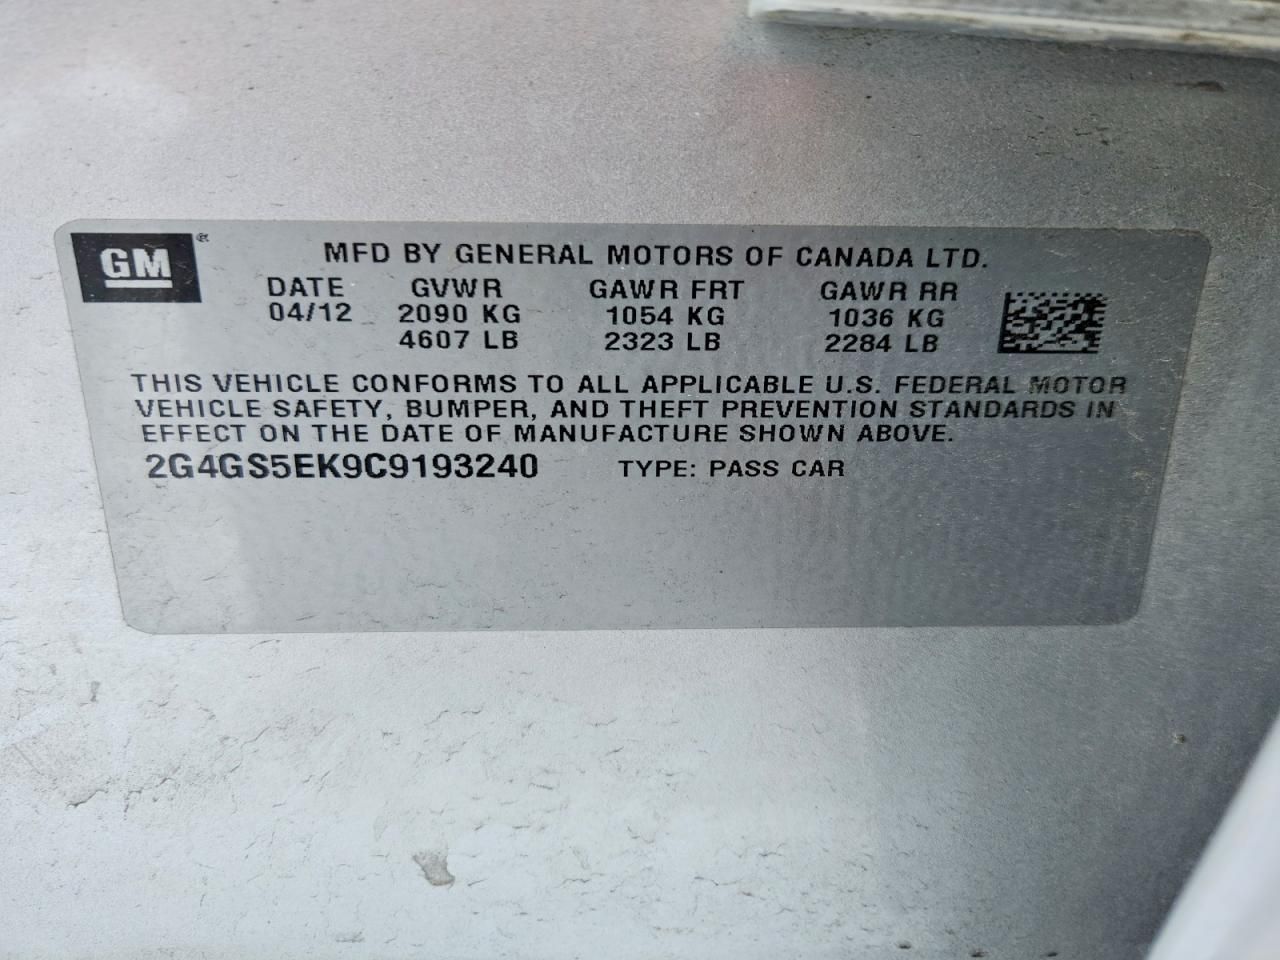 GM
MFD BY GENERAL MOTORS OF CANADA LTD.
DATE GVWR GAWR FRT GAWR RR
04/12 2090 KG 1054 KG 1036 KG
4607 LB 2323 LB 2284 LB
THIS VEHICLE CONFORMS TO ALL APPLICABLE U.S. FEDERAL MOTOR
VEHICLE SAFETY, BUMPER, AND THEFT PREVENTION STANDARDS IN
EFFECT ON THE DATE OF MANUFACTURE SHOWN ABOVE.
2G4GS5EK9C9193240 TYPE: PASS CAR